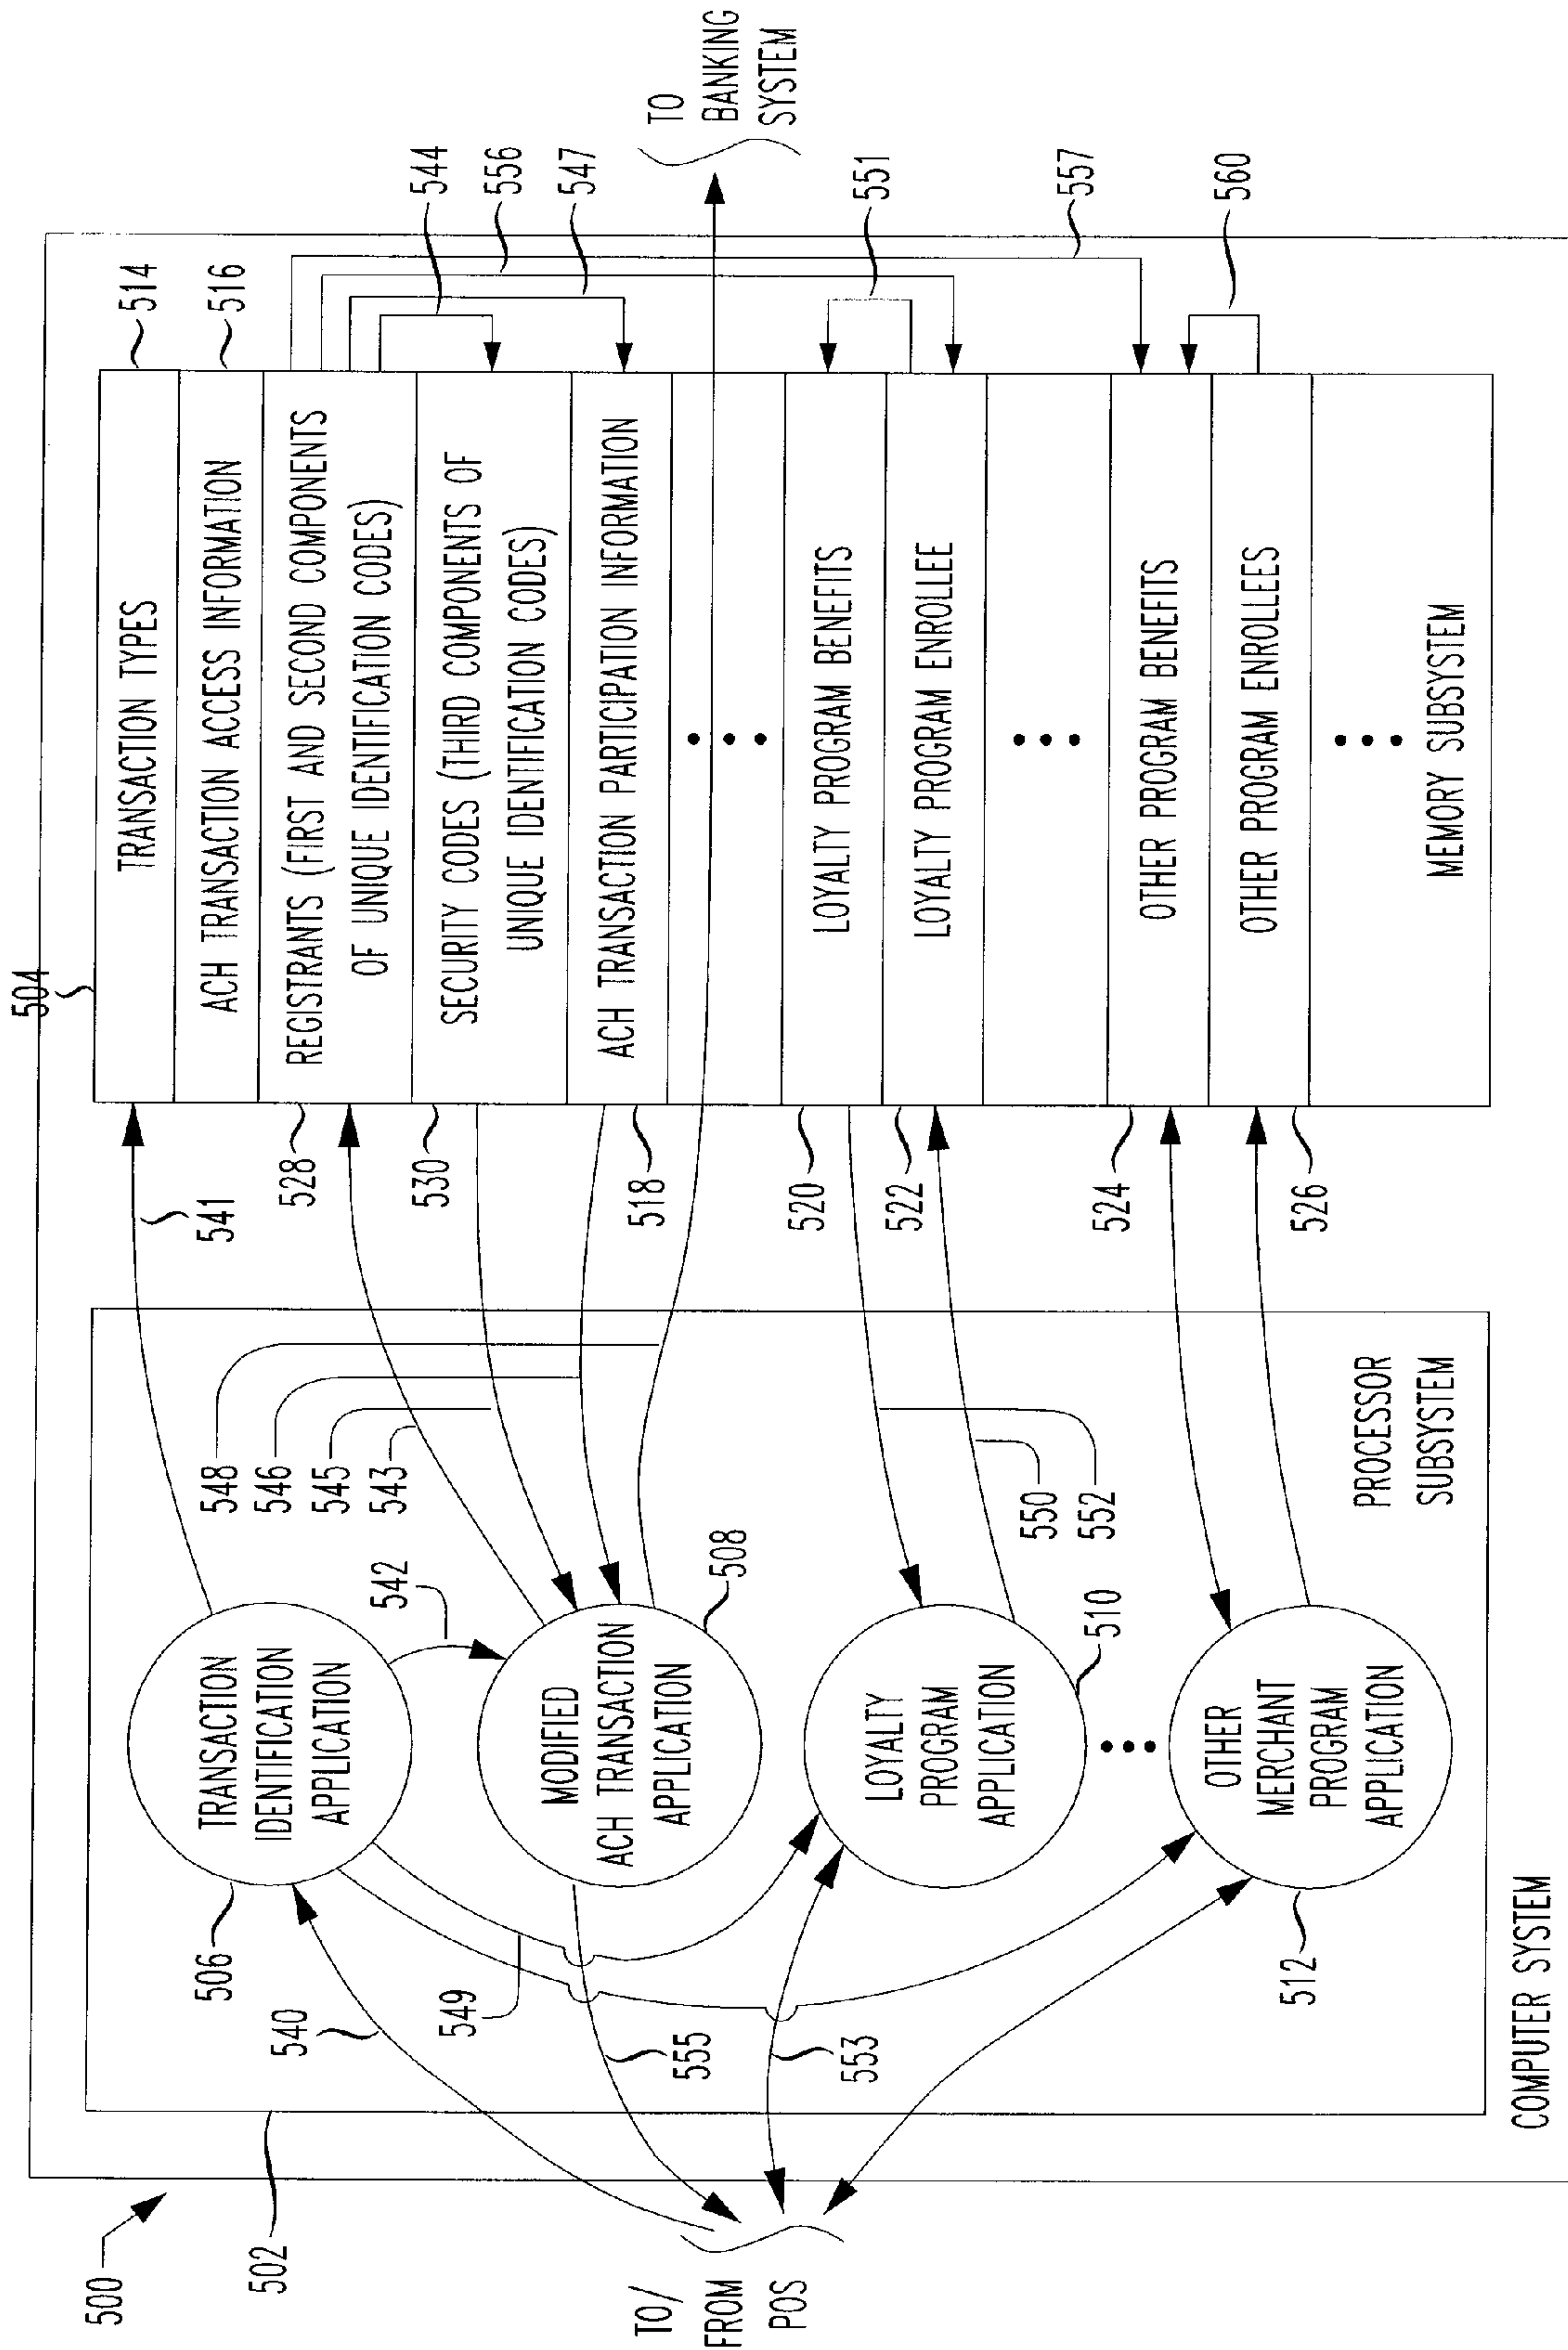 500
502
TO/
FROM
POS
COMPUTER SYSTEM
PROCESSOR
SUBSYSTEM
506
TRANSACTION
IDENTIFICATION
APPLICATION
540
549
555
553
542
MODIFIED
ACH TRANSACTION
APPLICATION
508
LOYALTY
PROGRAM
APPLICATION
510
OTHER
MERCHANT
PROGRAM
APPLICATION
512
548
546
545
543
550
552
541
504
TRANSACTION TYPES
514
ACH TRANSACTION ACCESS INFORMATION
516
REGISTRANTS (FIRST AND SECOND COMPONENTS
OF UNIQUE IDENTIFICATION CODES)
528
SECURITY CODES (THIRD COMPONENTS OF
UNIQUE IDENTIFICATION CODES)
530
ACH TRANSACTION PARTICIPATION INFORMATION
518
LOYALTY PROGRAM BENEFITS
520
LOYALTY PROGRAM ENROLLEE
522
OTHER PROGRAM BENEFITS
524
OTHER PROGRAM ENROLLEES
526
MEMORY SUBSYSTEM
544
556
547
551
557
560
TO
BANKING
SYSTEM